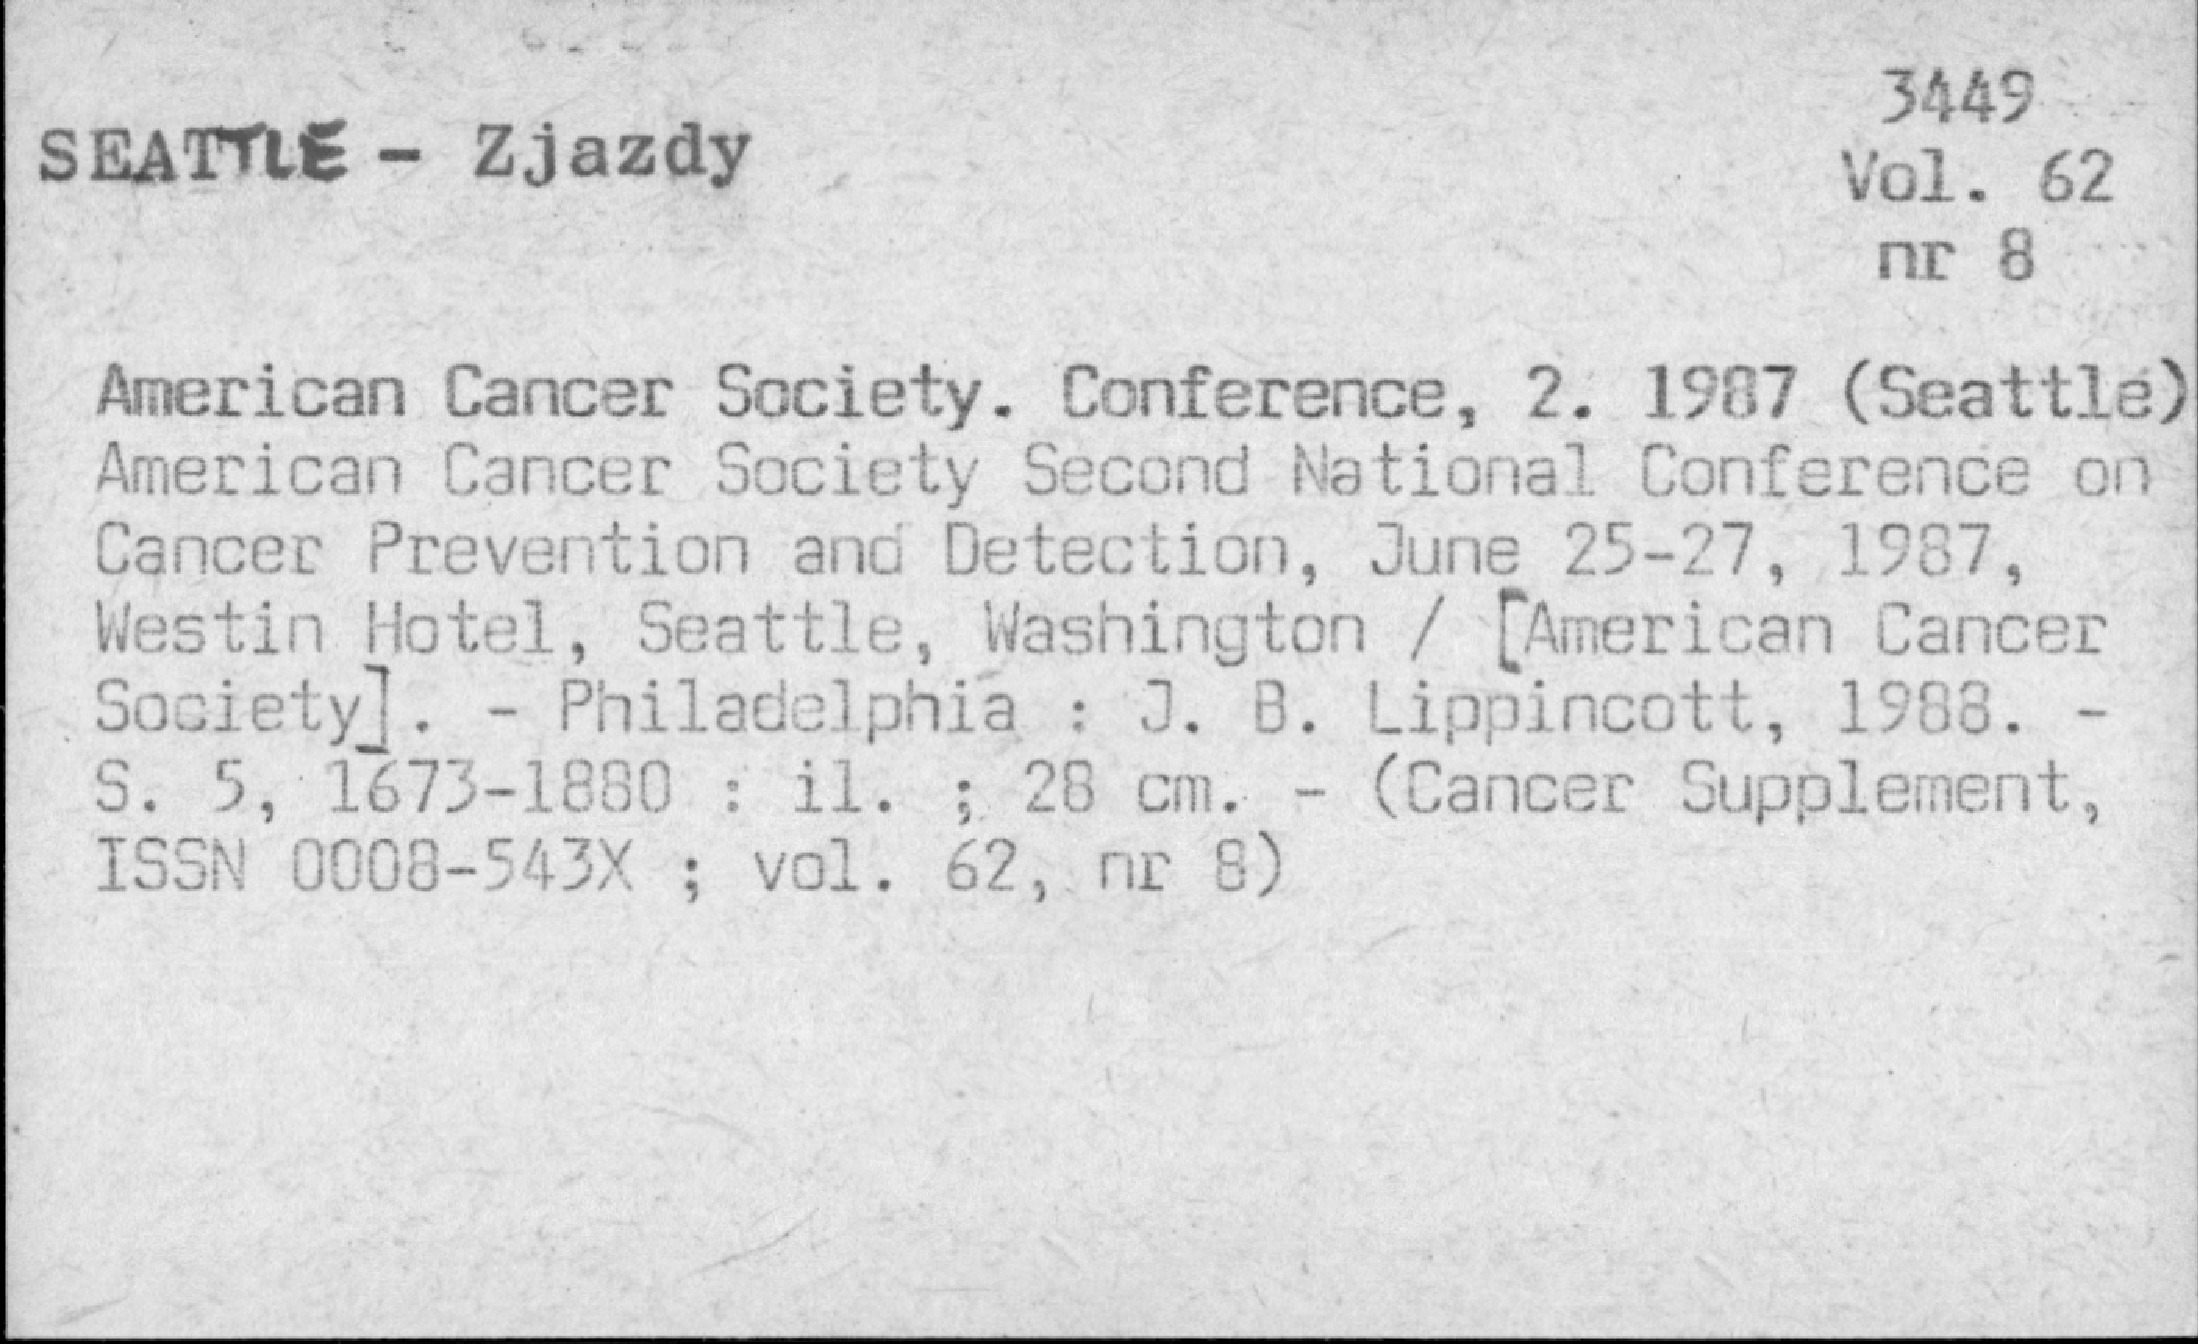 SEATTLE - Zjazdy
3449
Vol. 62
nr 8
American Cancer Society. Conference, 2. 1987 (Seattle)
American Cancer Society Second National Conference on
Cancer Prevention and Detection, June 25-27, 1987,
Westin Hotel, Seattle, Washington / [American Cancer
Society]. - Philadelphia : J. B. Lippincott, 1988. -
S. 5, 1673-1880 : il. ; 28 cm. - (Cancer Supplement,
ISSN 0008-543X ; vol. 62, nr 8)